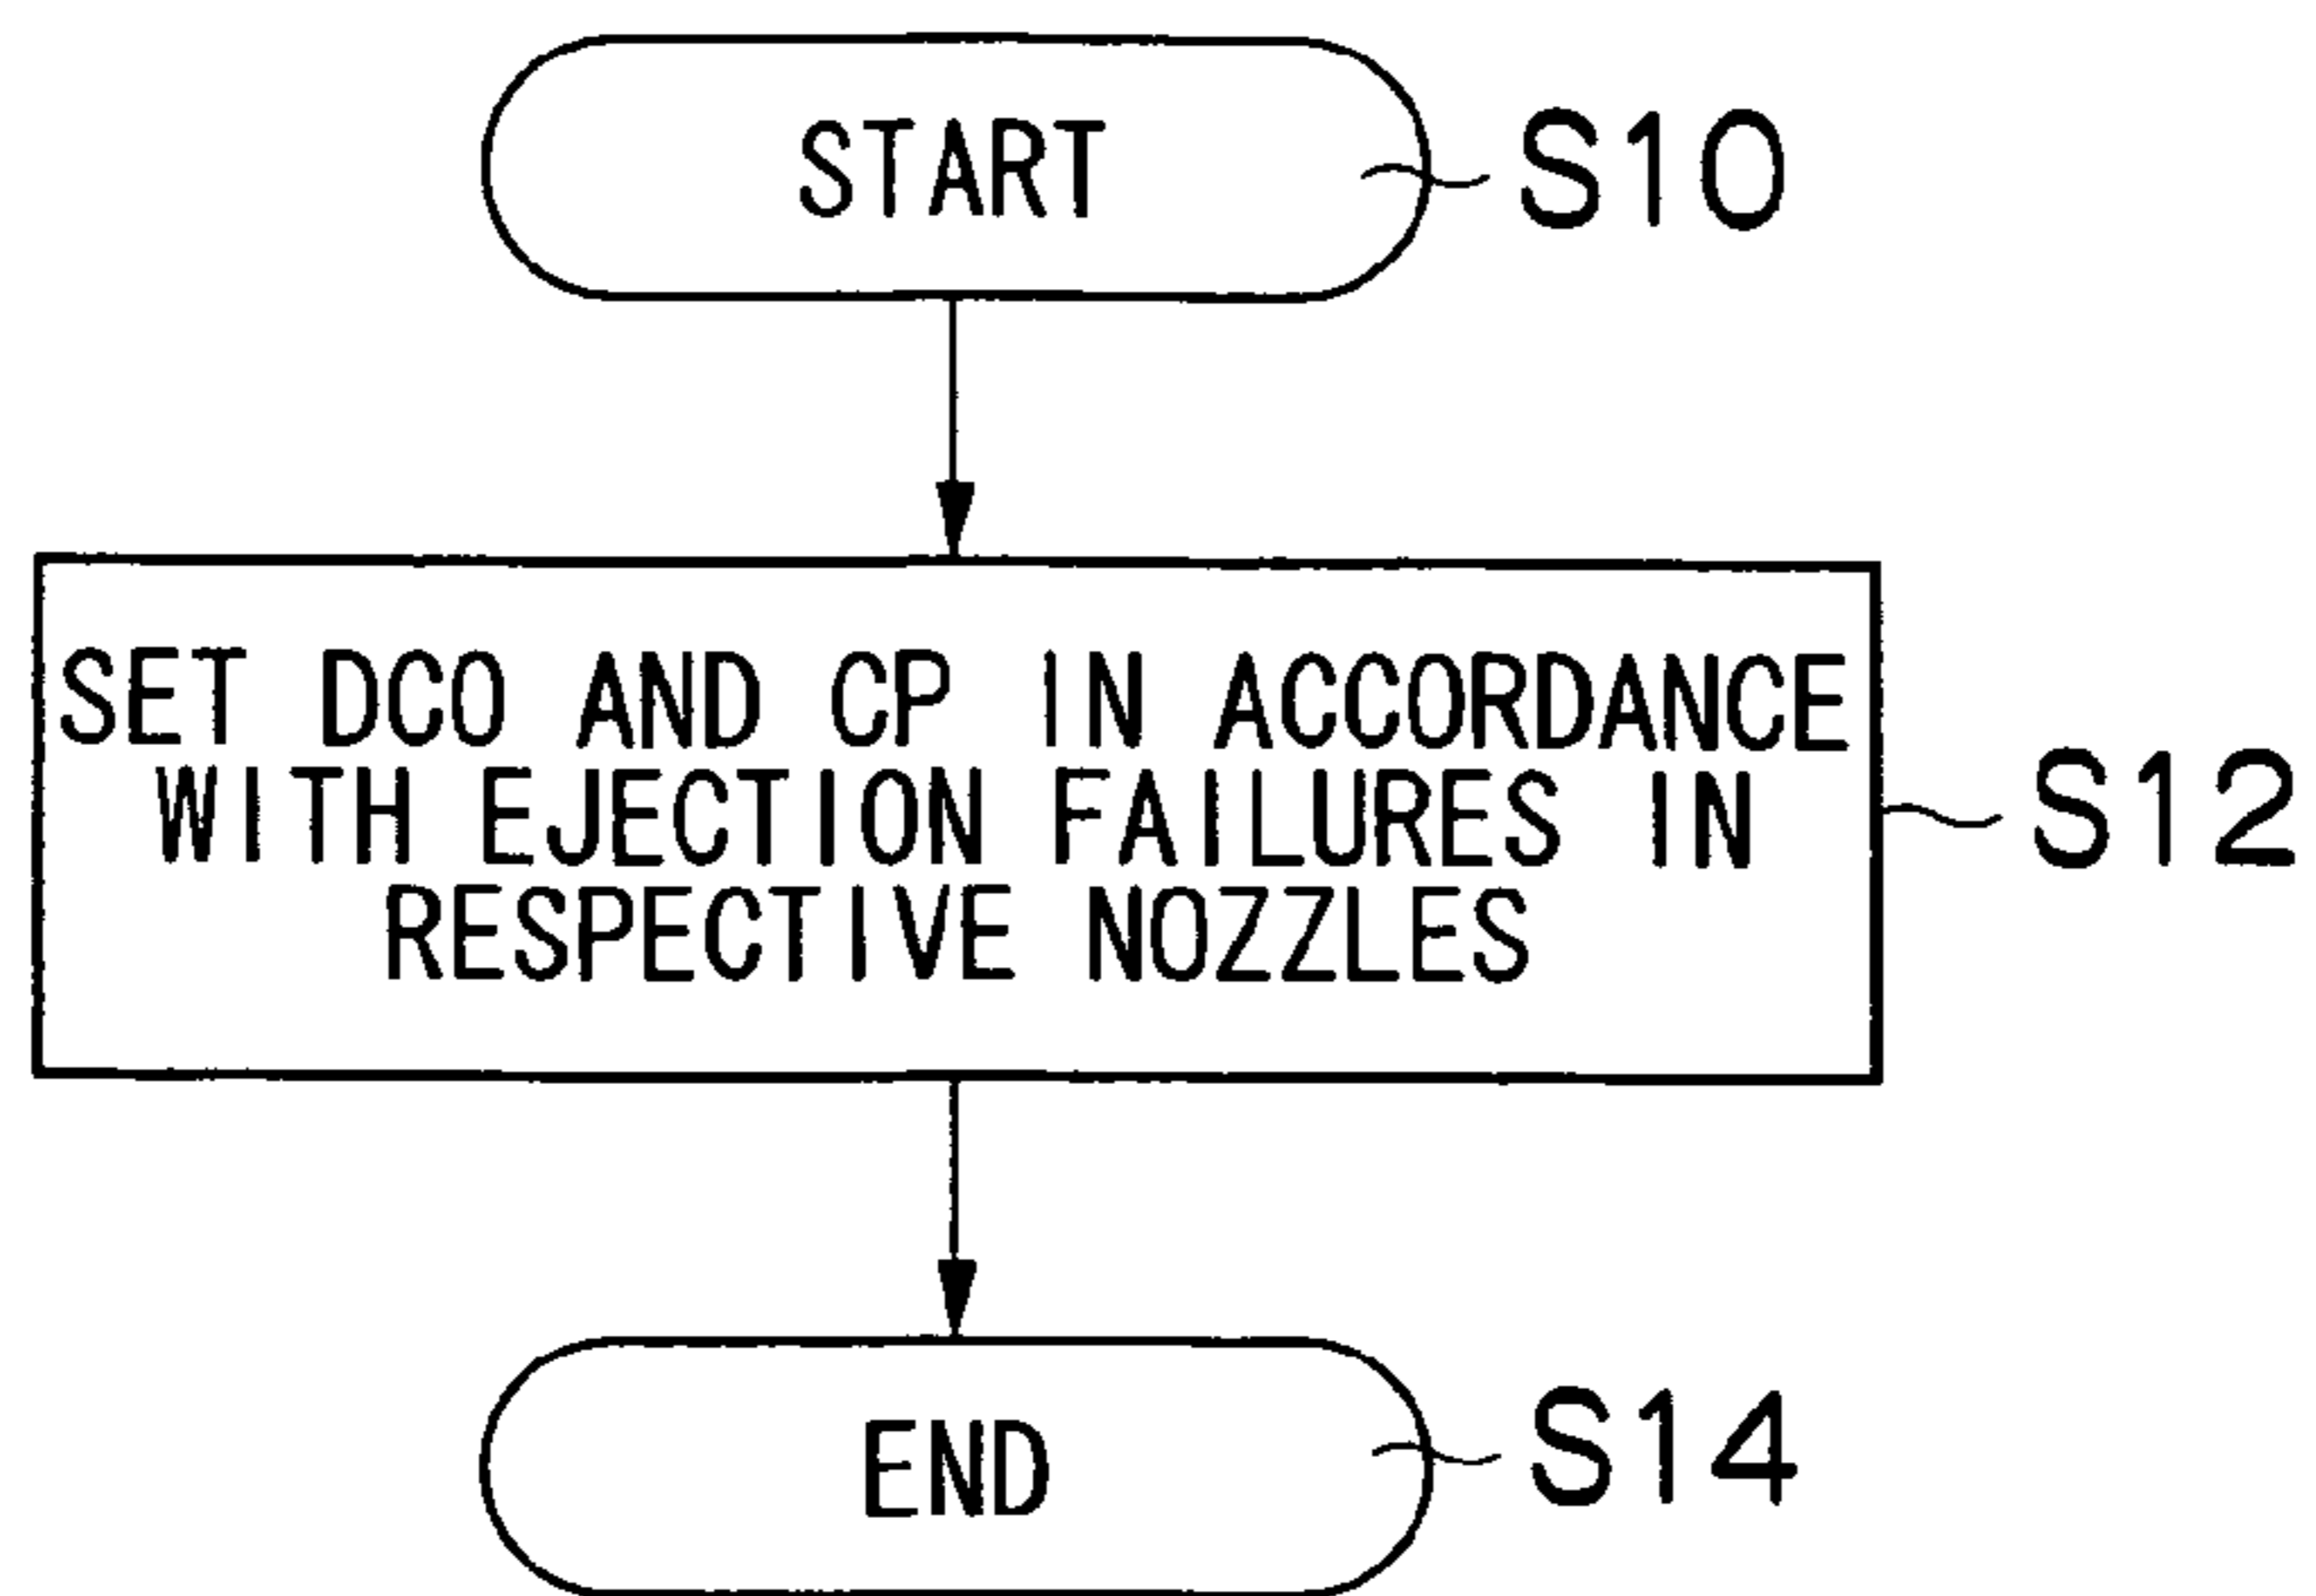 START
S10
SET DCO AND CP IN ACCORDANCE
WITH EJECTION FAILURES IN
RESPECTIVE NOZZLES
S12
END
S14